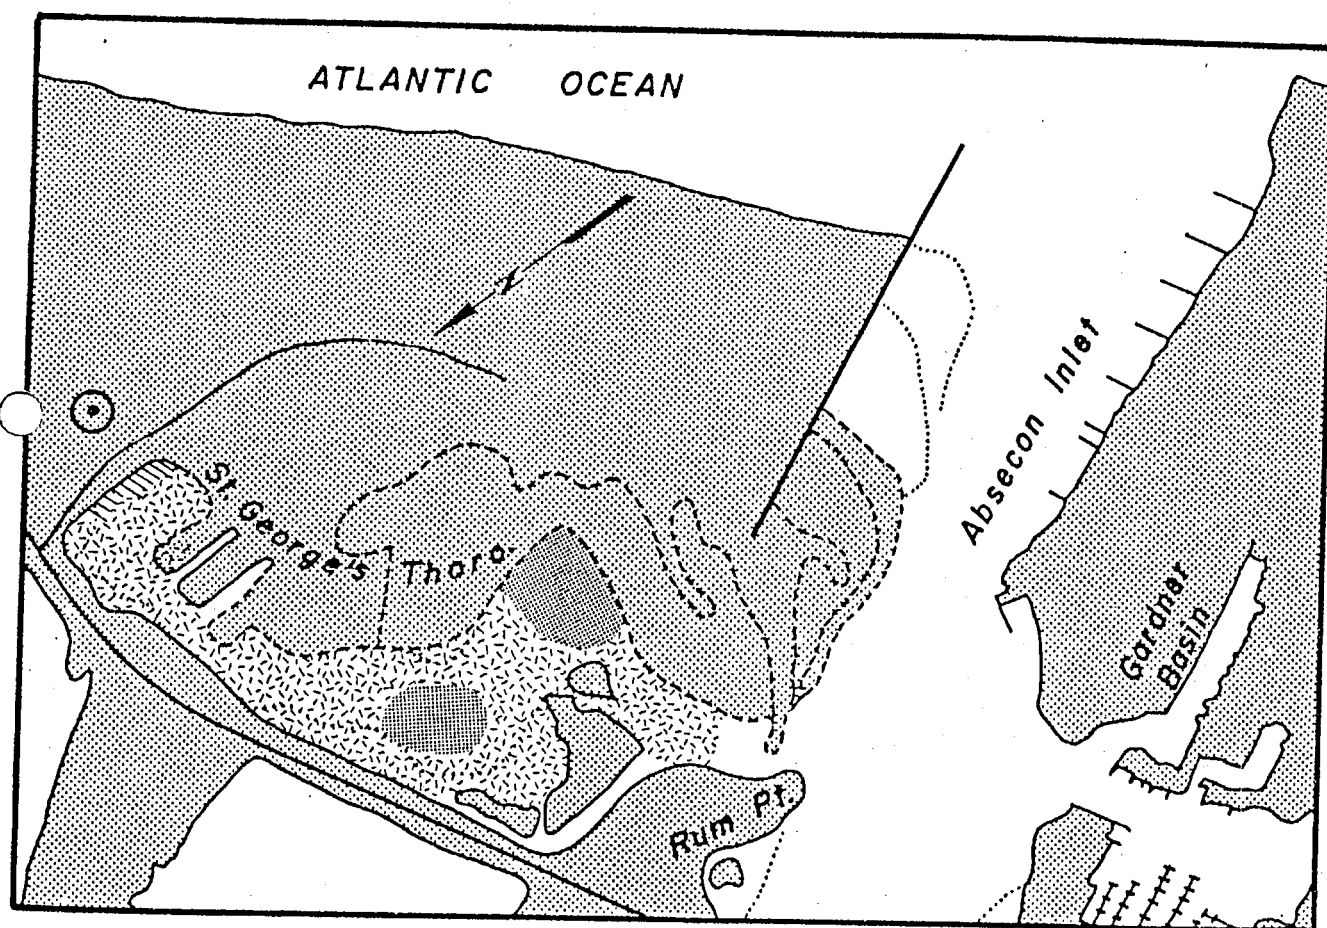 ATLANTIC OCEAN
N
St. George's Thoro.
Absecon Inlet
Gardner
Basin
Rum Pt.